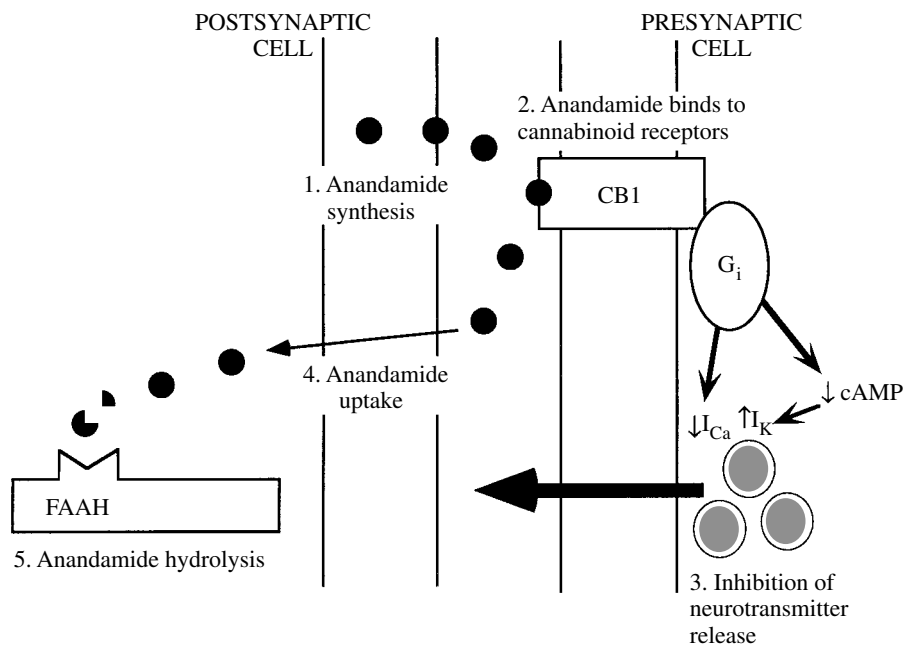 POSTSYNAPTIC
CELL
PRESYNAPTIC
CELL
2. Anandamide binds to
cannabinoid receptors
1. Anandamide
synthesis
CB1
Gi
4. Anandamide
uptake
↓ cAMP
↓ICa ↑IK
FAAH
5. Anandamide hydrolysis
3. Inhibition of
neurotransmitter
release